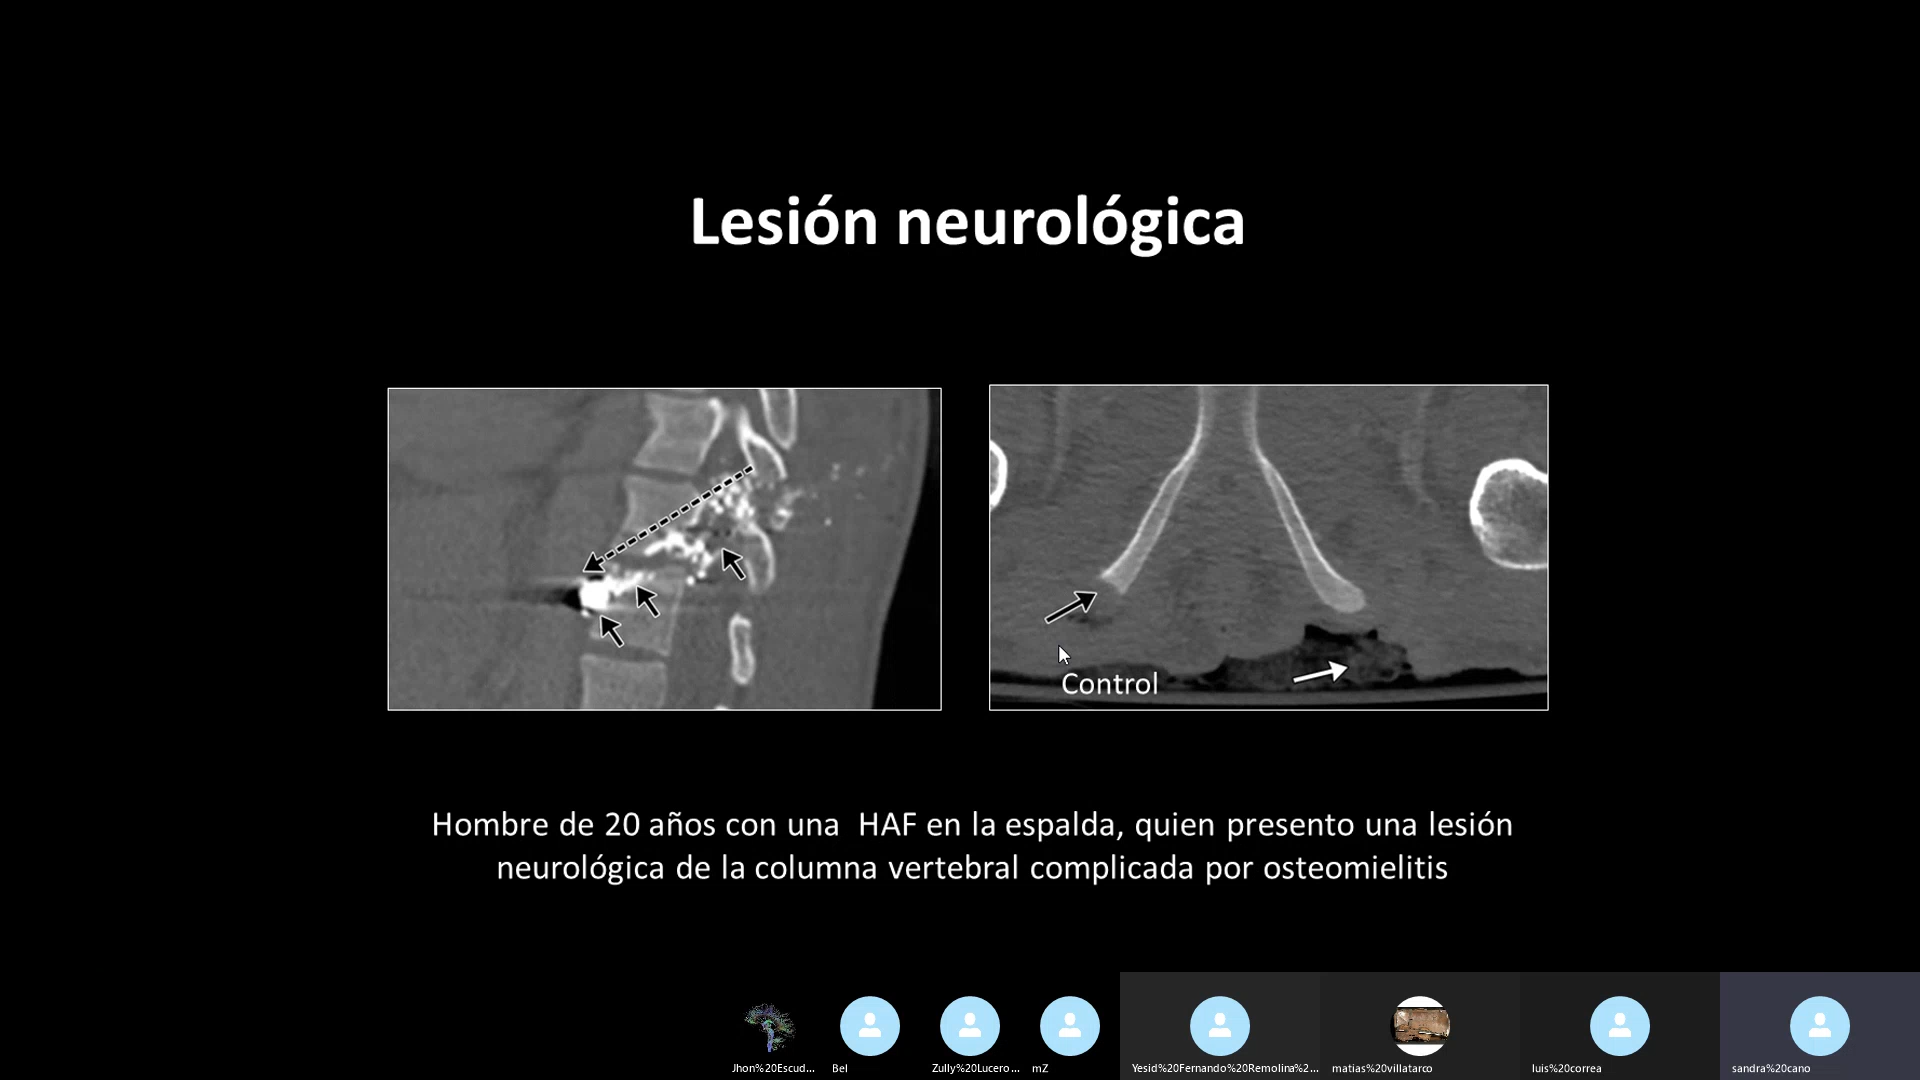 Lesión neurológica
Control
Hombre de 20 años con una HAF en la espalda, quien presento una lesión
neurológica de la columna vertebral complicada por osteomielitis
Jhon%20Escud...
Bel
Zully%20Lucero...
mZ
Yesid%20Fernando%20Remolina%2...
matias%20villatarco
luis%20correa
sandra%20cano